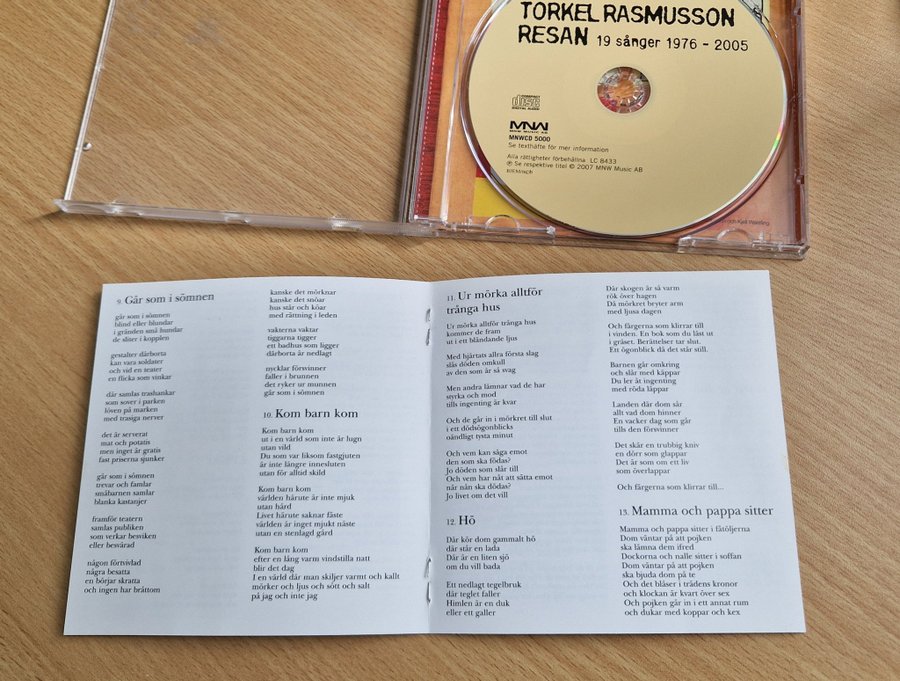 TORKEL RASMUSSON
RESAN 19 sånger 1976 – 2005
COMPACT
disc
DIGITAL AUDIO
MNW
MNW MUSIC AB
MNWCD 5000
Se texthäfte för mer information
Alla rättigheter förbehållna LC 8433
℗ Se respektive titel © 2007 MNW Music AB
BIEM/ncb
och Kjell Westling
9. Går som i sömnen
går som i sömnen
blind eller blundar
i gränden små hundar
de sliter i kopplen
gestalter därborta
kan vara soldater
och vid en teater
en flicka som vinkar
där samlas trashankar
som sover i parken
löven på marken
med trasiga nerver
det är serverat
mat och potatis
men inget är gratis
fast priserna sjunker
går som i sömnen
trevar och famlar
småbarnen samlar
blanka kastanjer
framför teatern
samlas publiken
som verkar besviken
eller besvärad
någon förtvivlad
några besatta
en börjar skratta
och ingen har bråttom
kanske det mörknar
kanske det snöar
hus står och köar
med rättning i leden
vakterna vaktar
tiggarna tigger
ett badhus som ligger
därborta är nedlagt
nycklar försvinner
faller i brunnen
det ryker ur munnen
går som i sömnen
10. Kom barn kom
Kom barn kom
ut i en värld som inte är lugn
utan vild
Du som var liksom fastgjuten
är inte längre innesluten
utan för alltid skild
Kom barn kom
världen härute är inte mjuk
utan hård
Livet härute saknar fäste
världen är inget mjukt näste
utan en stenlagd gård
Kom barn kom
efter en lång varm vindstilla natt
blir det dag
I en värld där man skiljer varmt och kallt
mörker och ljus och sött och salt
på jag och inte jag
11. Ur mörka alltför
trånga hus
Ur mörka alltför trånga hus
kommer de fram
ut i ett bländande ljus
Med hjärtats allra första slag
slås döden omkull
av den som är så svag
Men andra lämnar vad de har
styrka och mod
tills ingenting är kvar
Och de går in i mörkret till slut
i ett dödsögonblicks
oändligt tysta minut
Och vem kan säga emot
den som ska födas?
Jo döden som slår till
Och vem har nåt att sätta emot
när nån ska dödas?
Jo livet om det vill
12. Hö
Där kör dom gammalt hö
där står en lada
Där är en liten sjö
om du vill bada
Ett nedlagt tegelbruk
där teglet faller
Himlen är en duk
eller ett galler
Där skogen är så varm
rök över hagen
Då mörkret bryter arm
med ljusa dagen
Och färgerna som klirrar till
i vinden. En bok som du läst ut
i gräset. Berättelser tar slut.
Ett ögonblick då det står still.
Barnen går omkring
och slår med käppar
Du ler åt ingenting
med röda läppar
Landen där dom sår
allt vad dom hinner
En vacker dag som går
tills den försvinner
Det skär en trubbig kniv
en dörr som glappar
Det är som om ett liv
som överlappar
Och färgerna som klirrar till...
13. Mamma och pappa sitter
Mamma och pappa sitter i fåtöljerna
Dom väntar på att pojken
ska lämna dem ifred
Dockorna och nalle sitter i soffan
Dom väntar på att pojken
ska bjuda dom på te
Och det blåser i trädens kronor
och klockan är kvart över sex
Och pojken går in i ett annat rum
och dukar med koppar och kex